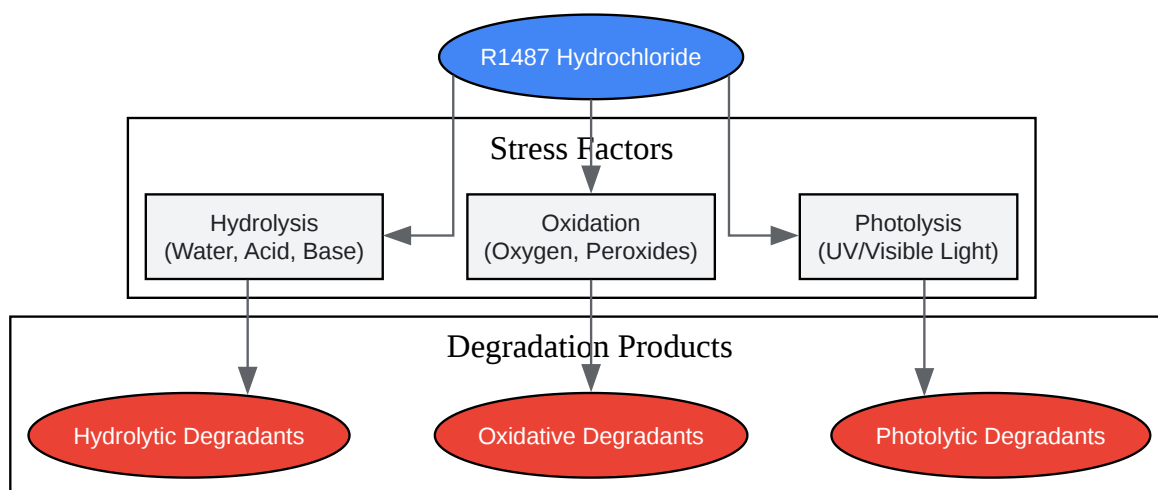 R1487 Hydrochloride
Stress Factors
Hydrolysis
(Water, Acid, Base)
Oxidation
(Oxygen, Peroxides)
Photolysis
(UV/Visible Light)
Degradation Products
Hydrolytic Degradants
Oxidative Degradants
Photolytic Degradants